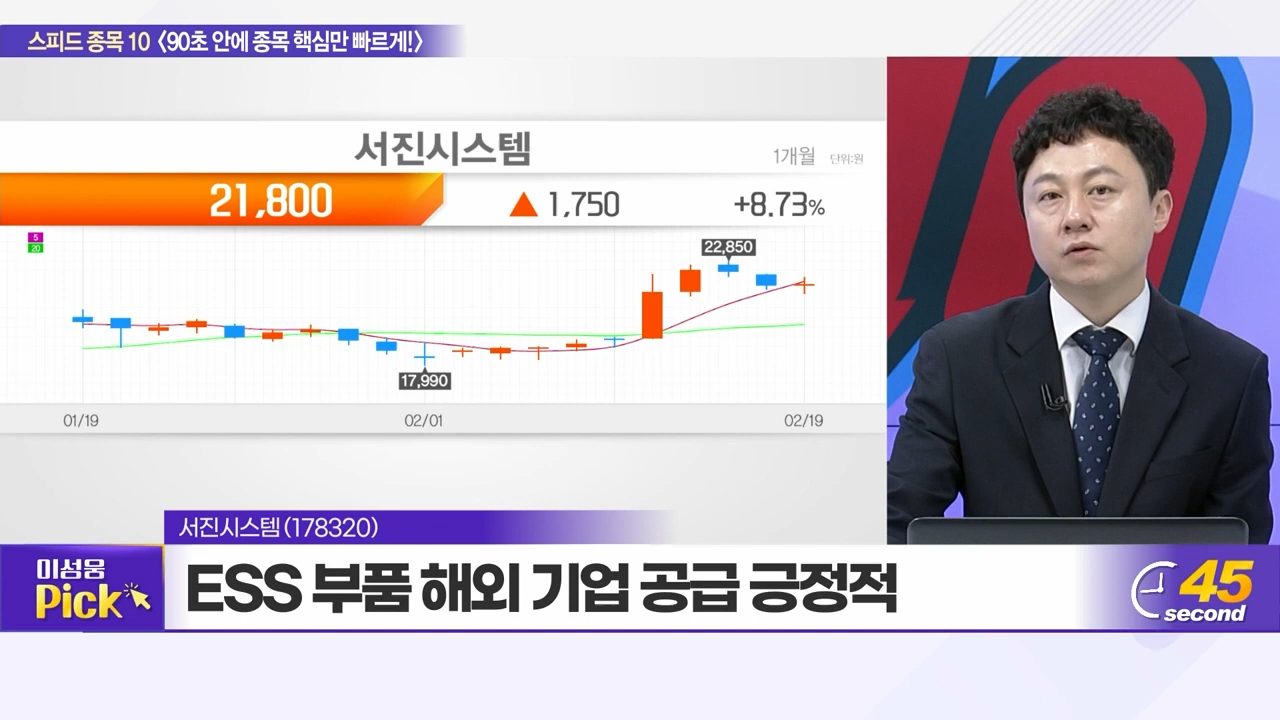 스피드 종목 10 〈90초 안에 종목 핵심만 빠르게!〉
서진시스템
1개월 단위:원
21,800 ▲ 1,750 +8.73%
5
20
22,850
17,990
01/19 02/01 02/19
서진시스템(178320)
이성웅
Pick
ESS 부품 해외 기업 공급 긍정적
45
second